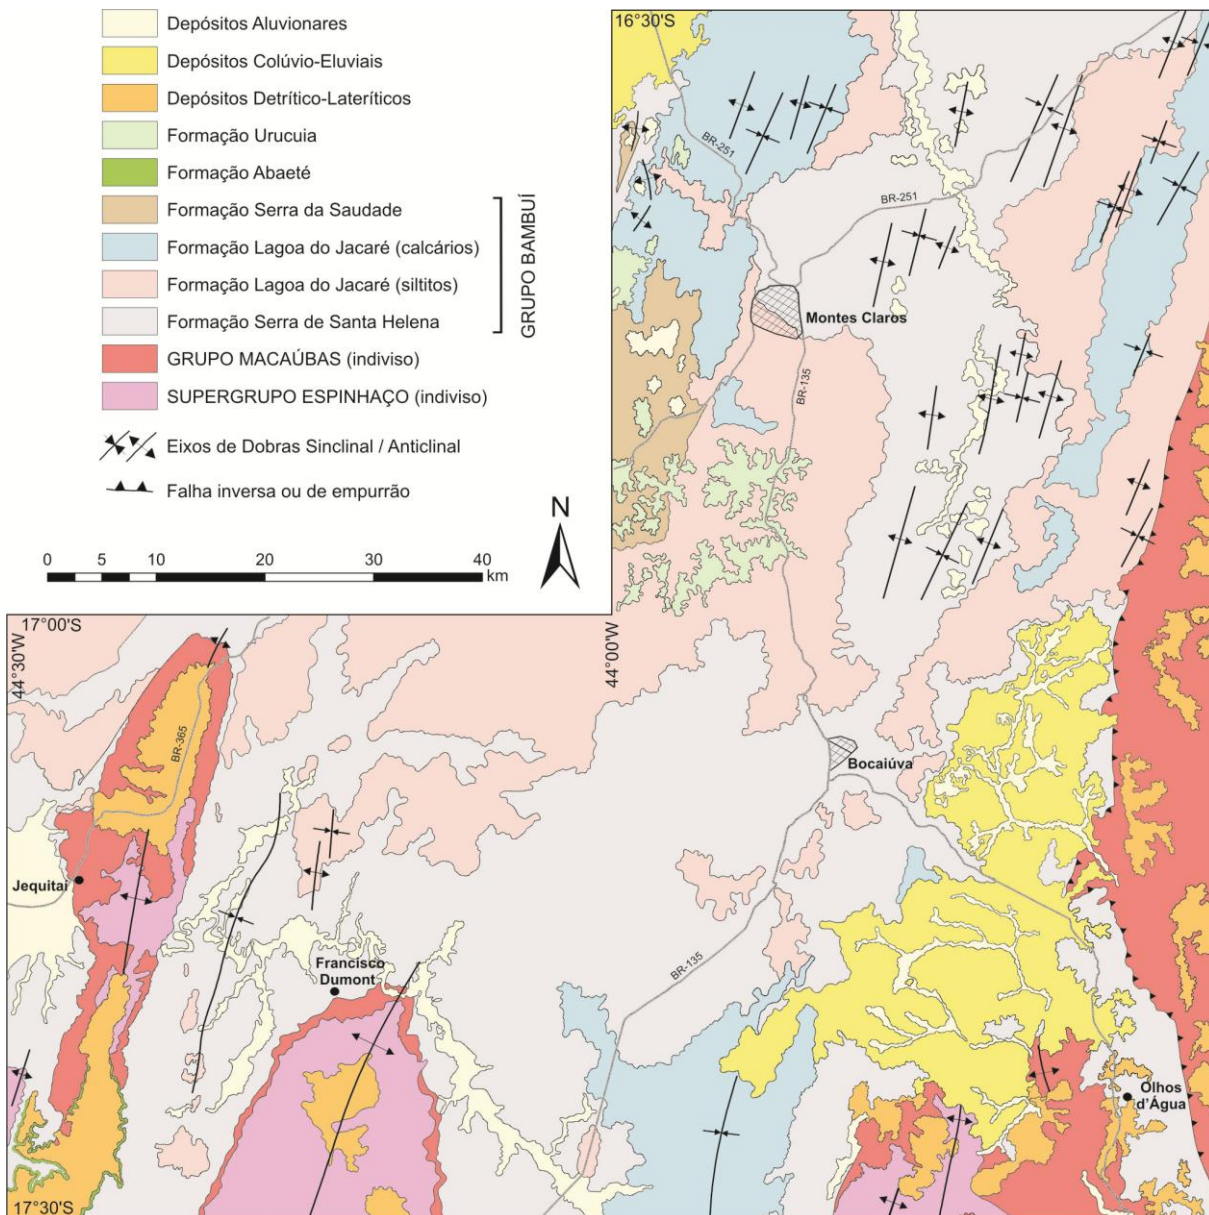 Depósitos Aluvionares
Depósitos Colúvio-Eluviais
Depósitos Detrítico-Lateríticos
Formação Urucuia
Formação Abaeté
Formação Serra da Saudade
Formação Lagoa do Jacaré (calcários)
Formação Lagoa do Jacaré (siltitos)
Formação Serra de Santa Helena
GRUPO BAMBUÍ
GRUPO MACAÚBAS (indiviso)
SUPERGRUPO ESPINHAÇO (indiviso)
Eixos de Dobras Sinclinal / Anticlinal
Falha inversa ou de empurrão
N
0 5 10 20 30 40 km
16°30'S
BR-251
BR-251
Montes Claros
BR-135
17°00'S
44°30'W
44°00'W
BR-365
Bocaiúva
Jequitaí
Francisco
Dumont
BR-135
Olhos
d'Água
17°30'S